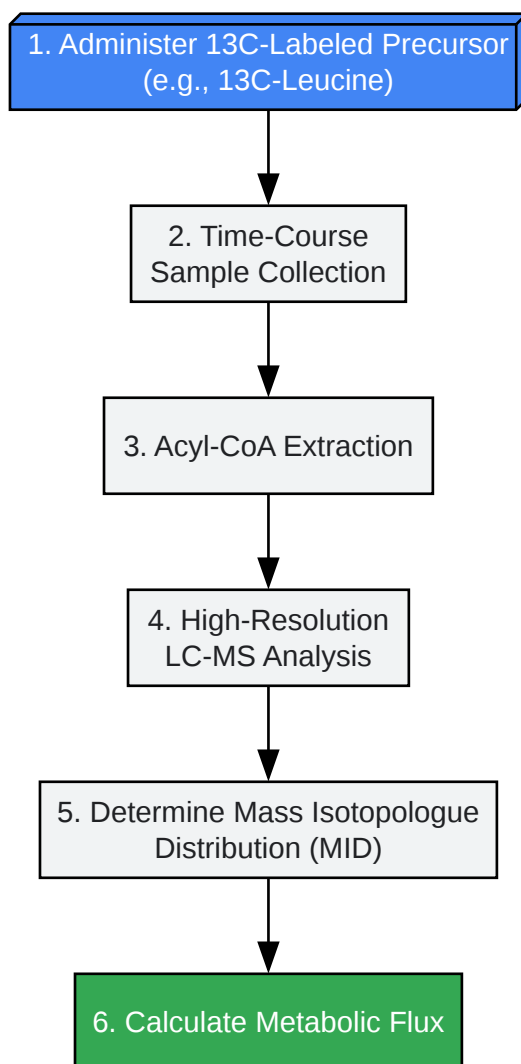 1. Administer 13C-Labeled Precursor
(e.g., 13C-Leucine)
2. Time-Course
Sample Collection
3. Acyl-CoA Extraction
4. High-Resolution
LC-MS Analysis
5. Determine Mass Isotopologue
Distribution (MID)
6. Calculate Metabolic Flux